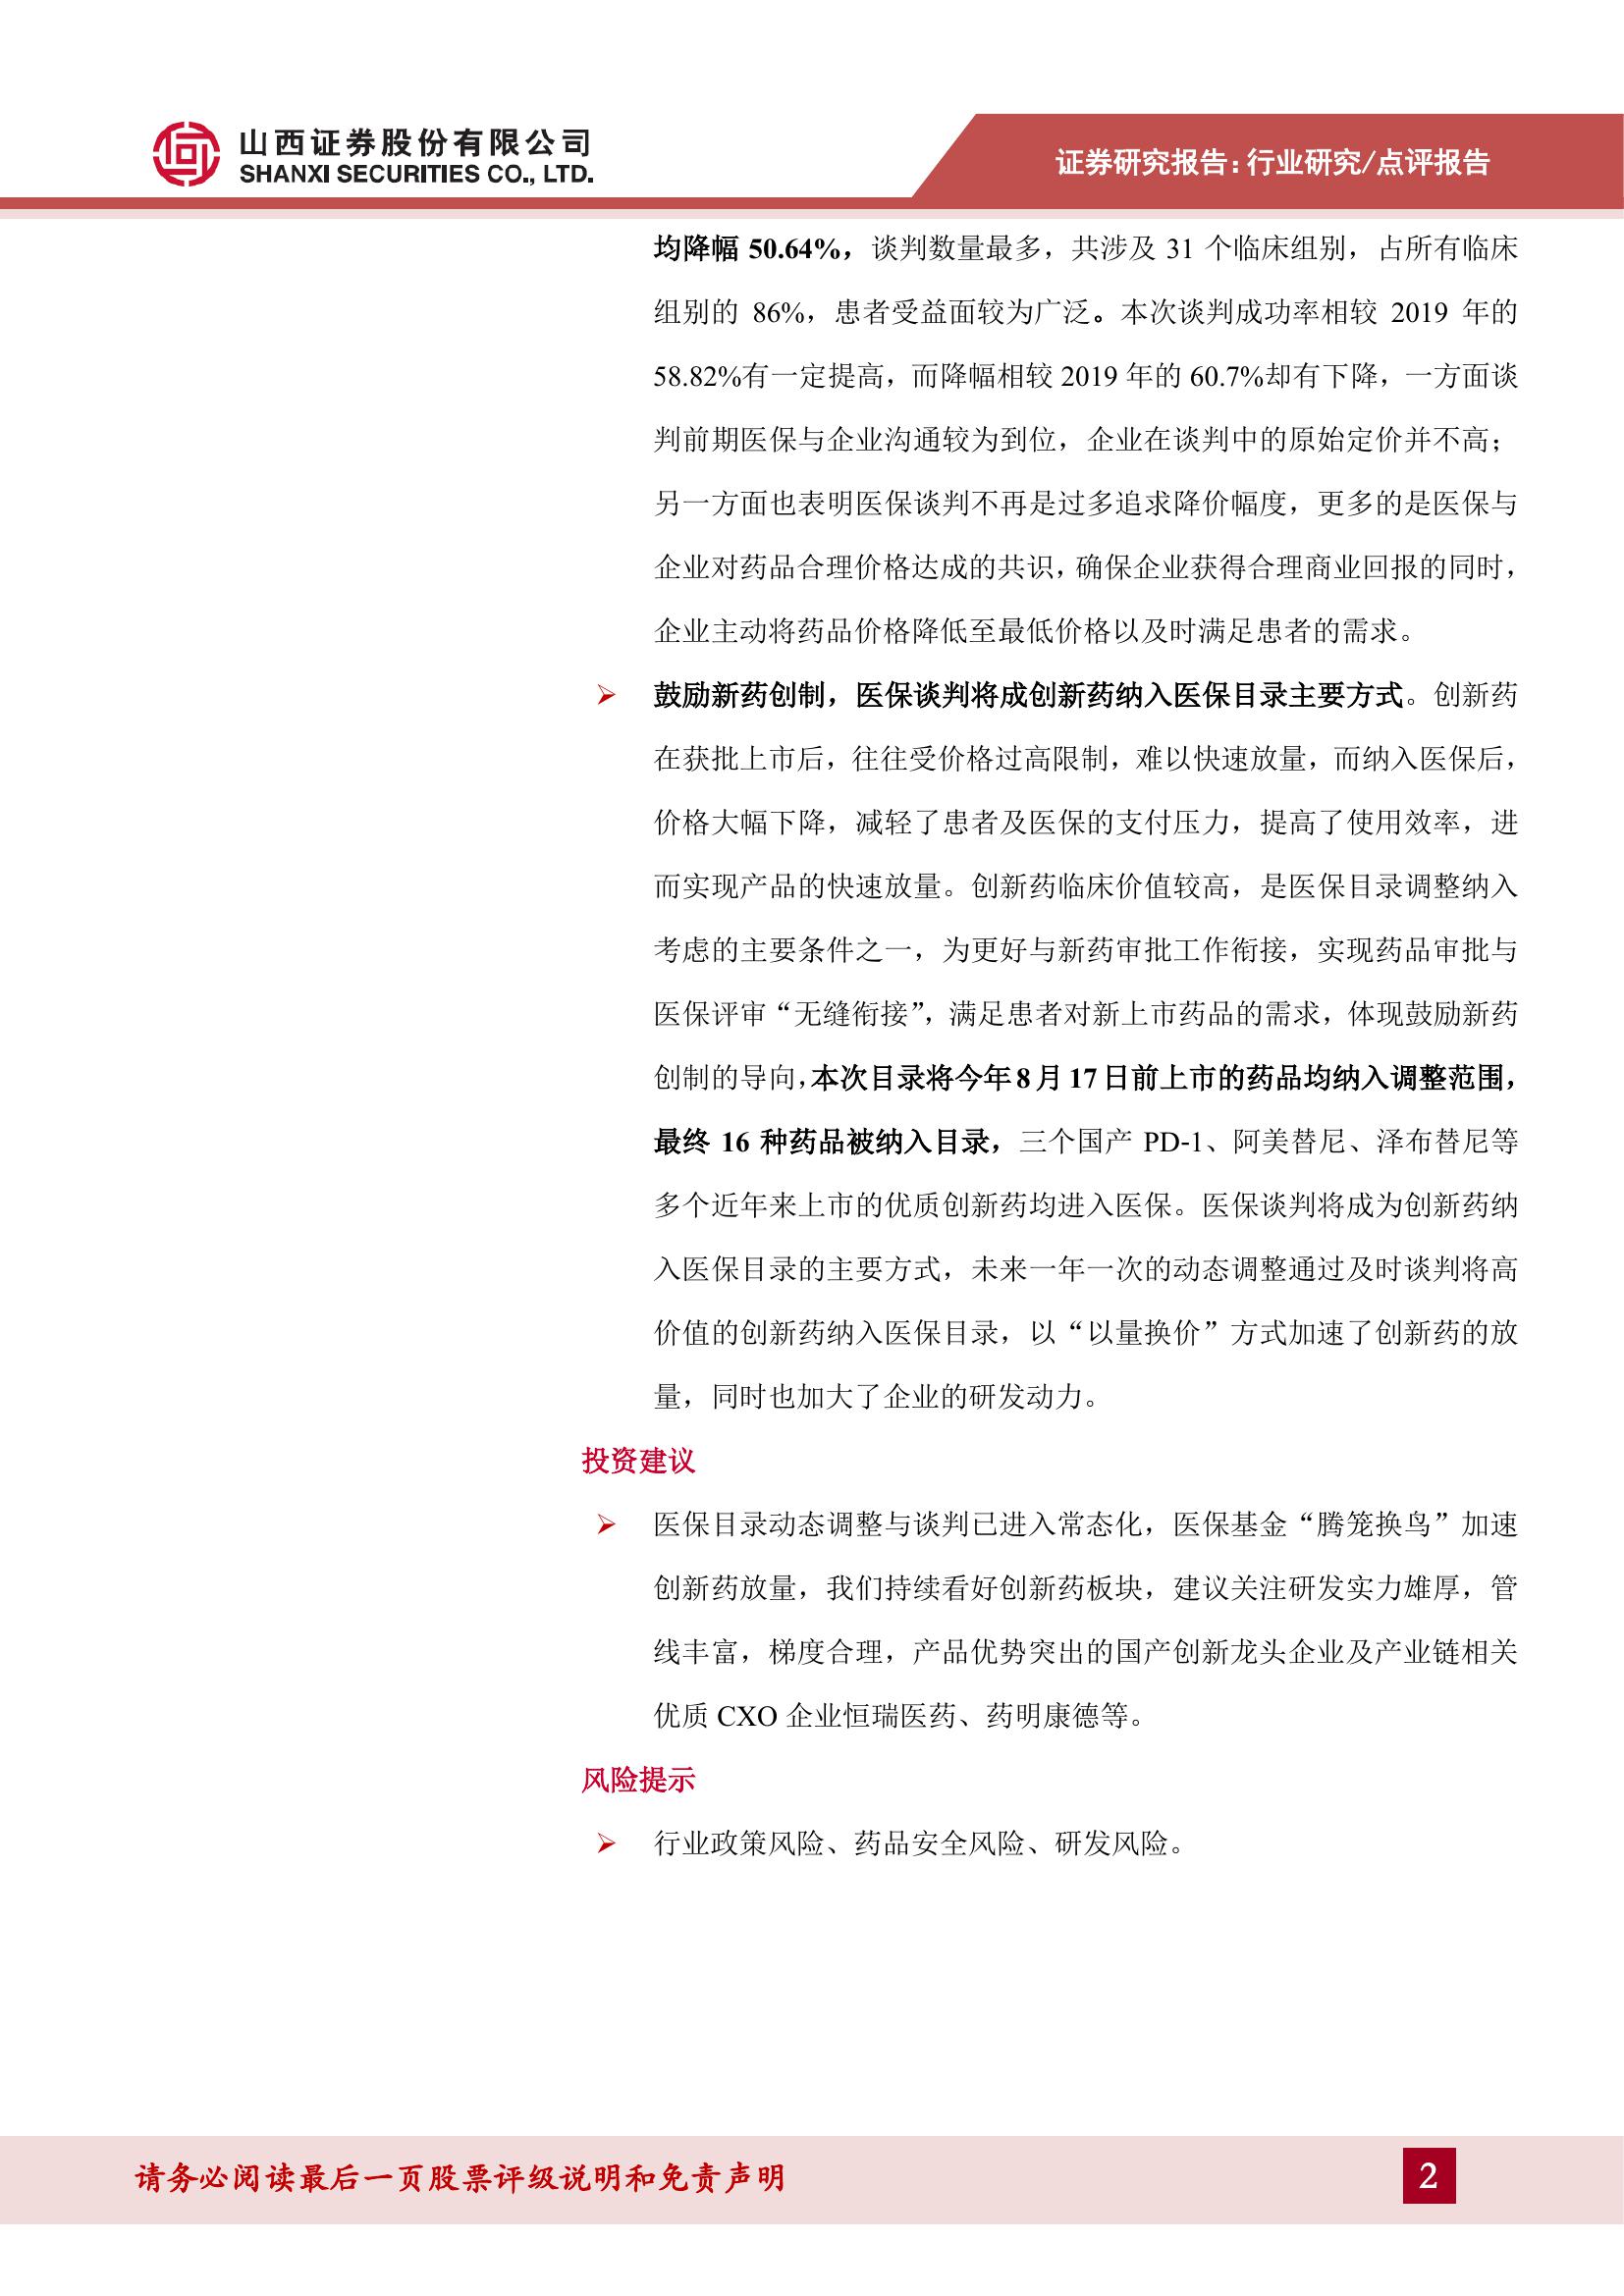 山西证券股份有限公司
SHANXI SECURITIES CO., LTD.
证券研究报告：行业研究/点评报告
均降幅 50.64%，谈判数量最多，共涉及 31 个临床组别，占所有临床
组别的 86%，患者受益面较为广泛。本次谈判成功率相较 2019 年的
58.82%有一定提高，而降幅相较 2019 年的 60.7%却有下降，一方面谈
判前期医保与企业沟通较为到位，企业在谈判中的原始定价并不高；
另一方面也表明医保谈判不再是过多追求降价幅度，更多的是医保与
企业对药品合理价格达成的共识，确保企业获得合理商业回报的同时，
企业主动将药品价格降低至最低价格以及时满足患者的需求。
➢ 鼓励新药创制，医保谈判将成创新药纳入医保目录主要方式。创新药
在获批上市后，往往受价格过高限制，难以快速放量，而纳入医保后，
价格大幅下降，减轻了患者及医保的支付压力，提高了使用效率，进
而实现产品的快速放量。创新药临床价值较高，是医保目录调整纳入
考虑的主要条件之一，为更好与新药审批工作衔接，实现药品审批与
医保评审“无缝衔接”，满足患者对新上市药品的需求，体现鼓励新药
创制的导向，本次目录将今年 8 月 17 日前上市的药品均纳入调整范围，
最终 16 种药品被纳入目录，三个国产 PD-1、阿美替尼、泽布替尼等
多个近年来上市的优质创新药均进入医保。医保谈判将成为创新药纳
入医保目录的主要方式，未来一年一次的动态调整通过及时谈判将高
价值的创新药纳入医保目录，以“以量换价”方式加速了创新药的放
量，同时也加大了企业的研发动力。
投资建议
➢ 医保目录动态调整与谈判已进入常态化，医保基金“腾笼换鸟”加速
创新药放量，我们持续看好创新药板块，建议关注研发实力雄厚，管
线丰富，梯度合理，产品优势突出的国产创新龙头企业及产业链相关
优质 CXO 企业恒瑞医药、药明康德等。
风险提示
➢ 行业政策风险、药品安全风险、研发风险。
请务必阅读最后一页股票评级说明和免责声明
2